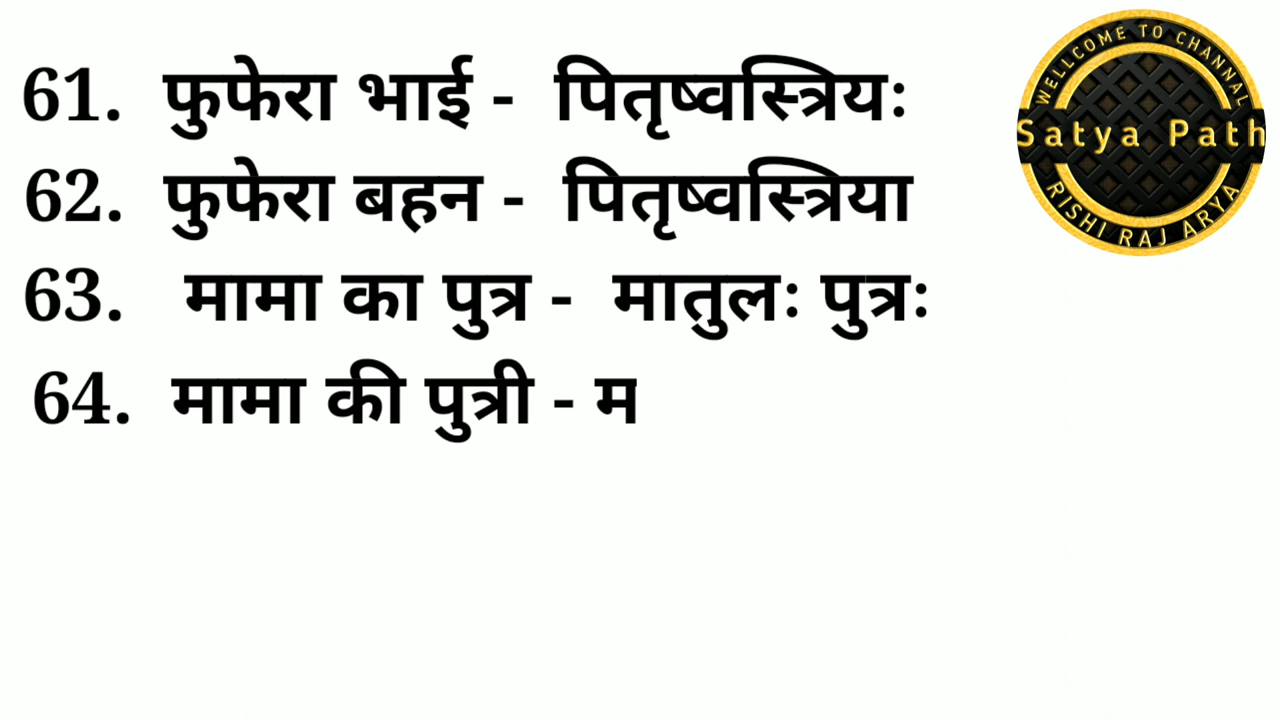 61. फुफेरा भाई - पितृष्वस्त्रियः
62. फुफेरा बहन - पितृष्वस्त्रिया
63. मामा का पुत्र - मातुलः पुत्रः
64. मामा की पुत्री - म
WELLCOME TO CHANNAL
Satya Path
RISHI RAJ ARYA